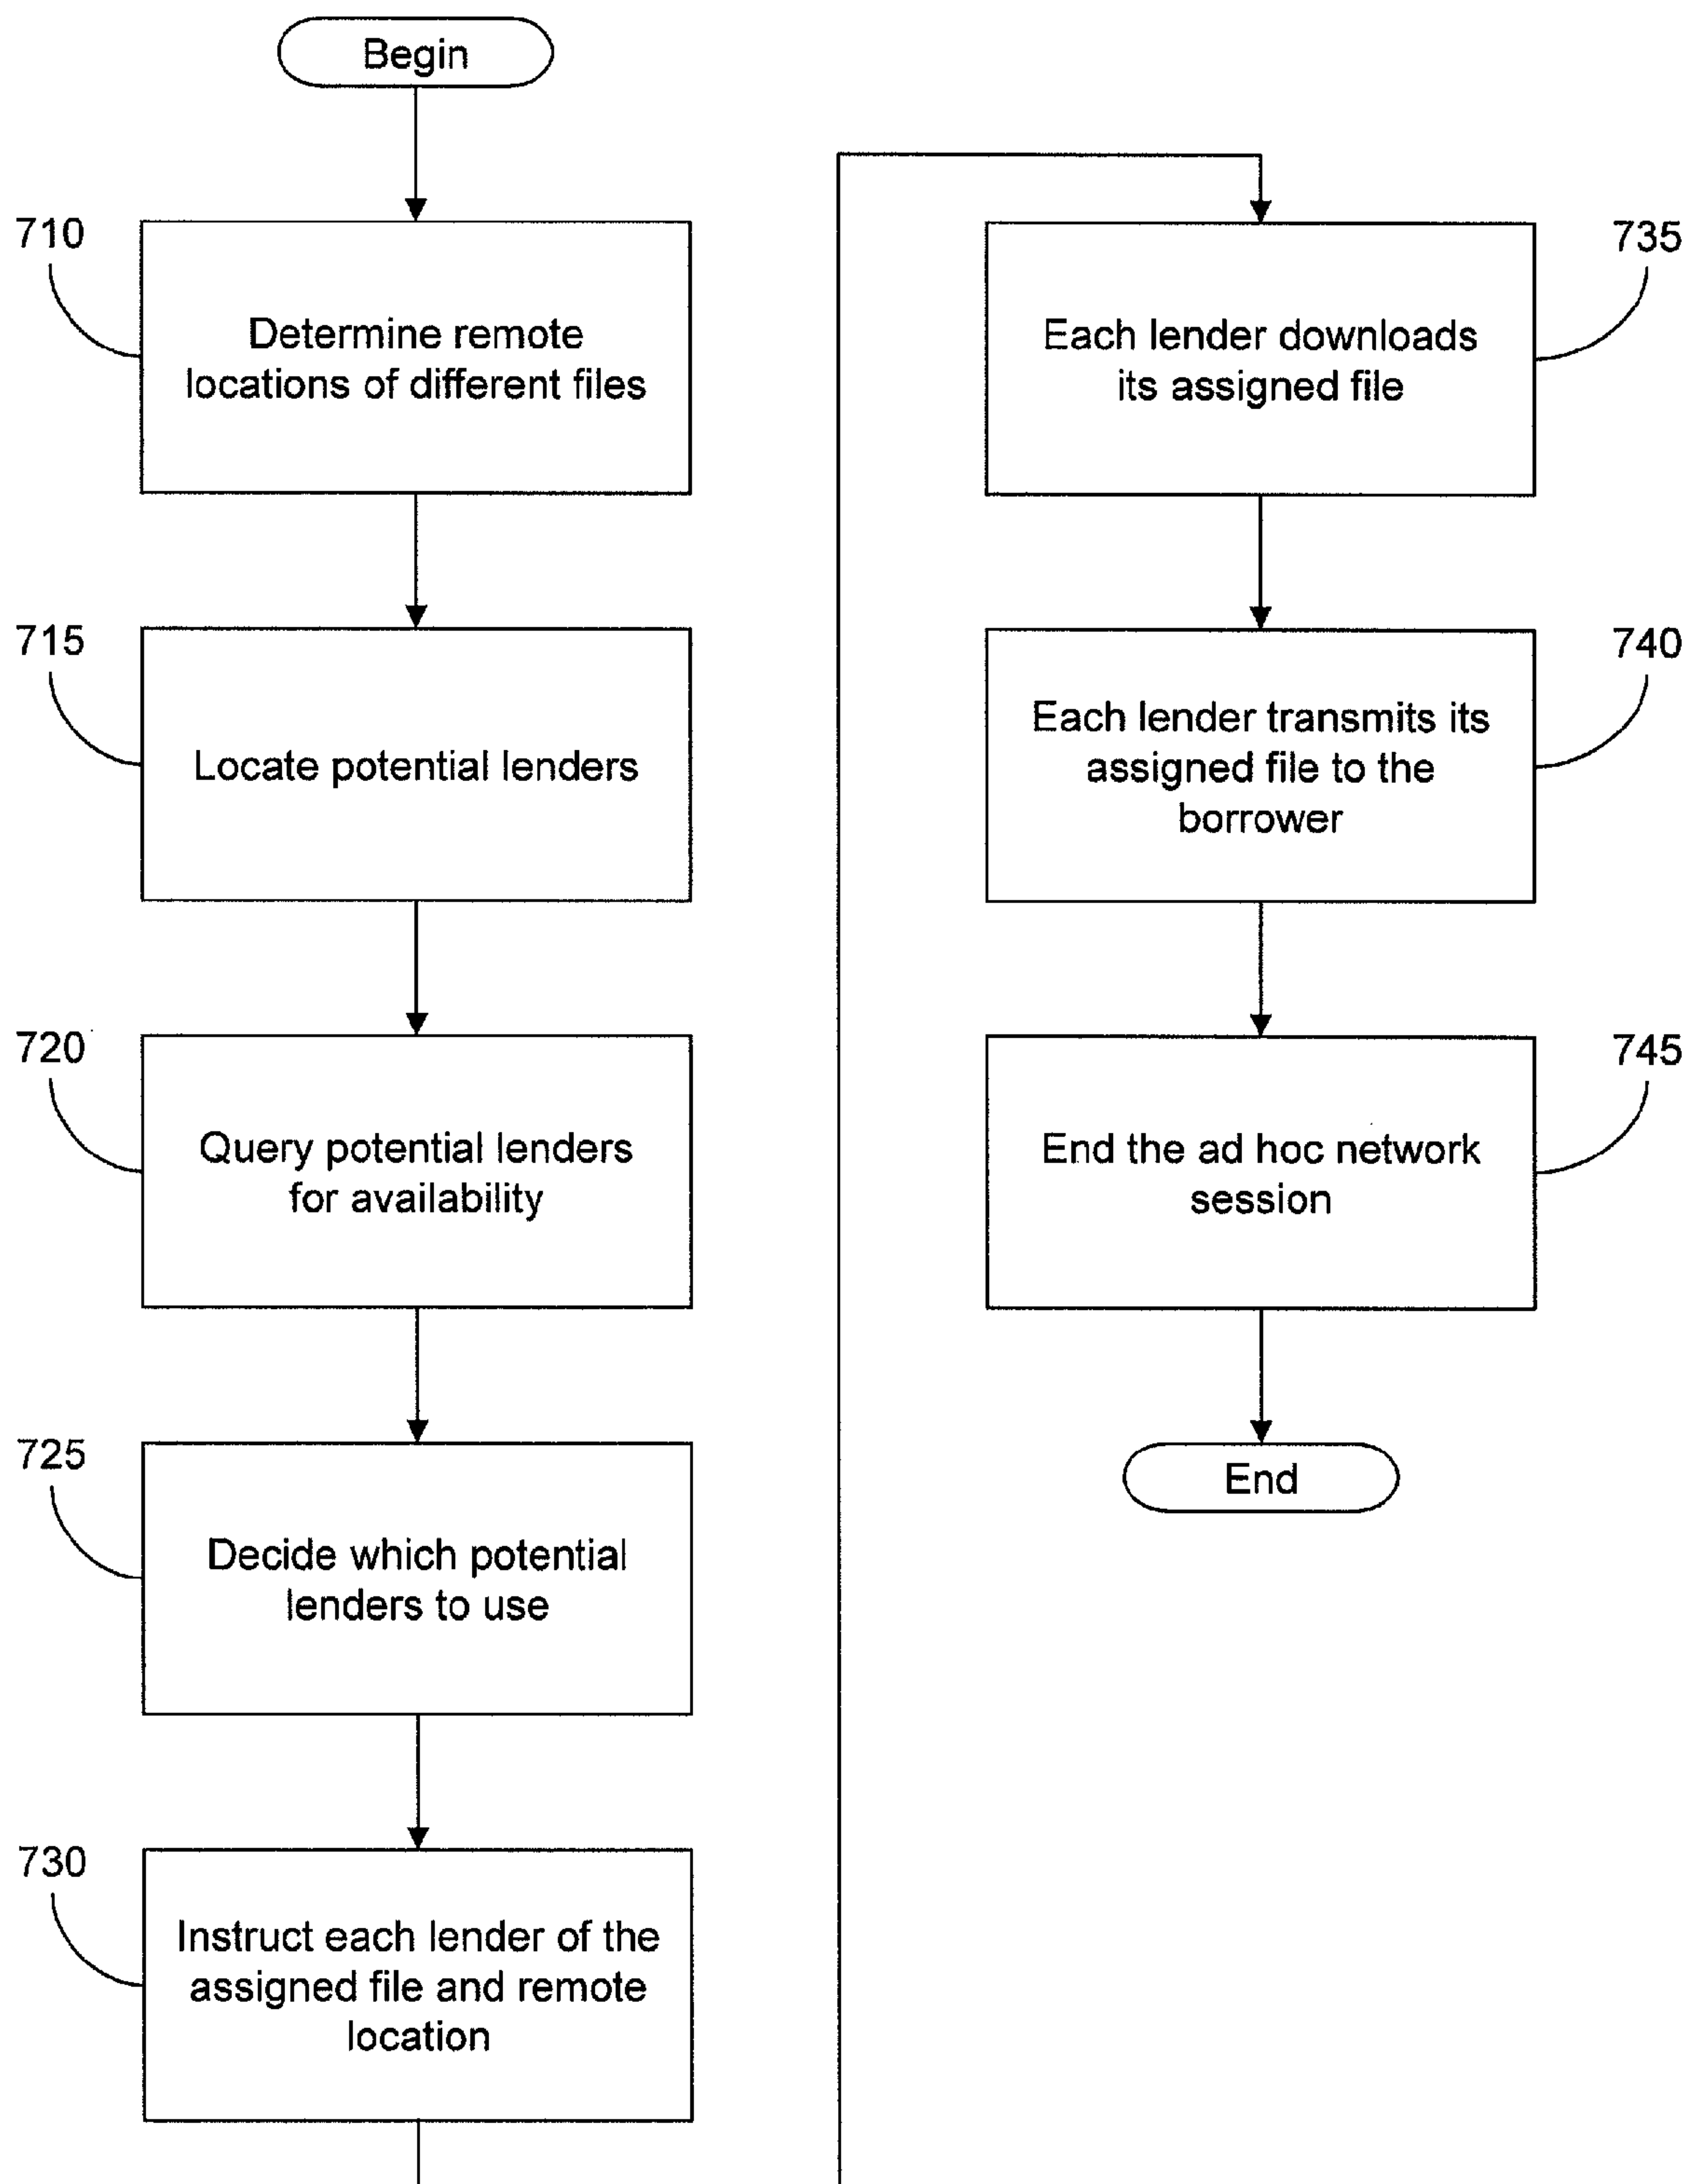 Begin
710
Determine remote
locations of different files
715
Locate potential lenders
720
Query potential lenders
for availability
725
Decide which potential
lenders to use
730
Instruct each lender of the
assigned file and remote
location
735
Each lender downloads
its assigned file
740
Each lender transmits its
assigned file to the
borrower
745
End the ad hoc network
session
End